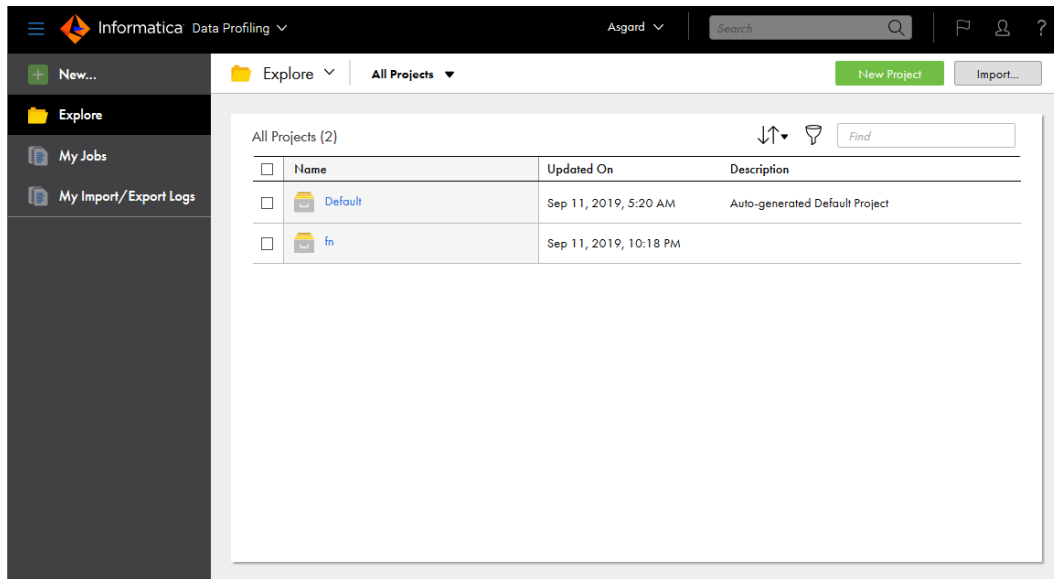 Informatica Data Profiling Asgard Search ?
New... Explore All Projects New Project Import...
Explore
My Jobs
My Import/Export Logs
All Projects (2) Find
Name Updated On Description
Default Sep 11, 2019, 5:20 AM Auto-generated Default Project
fn Sep 11, 2019, 10:18 PM